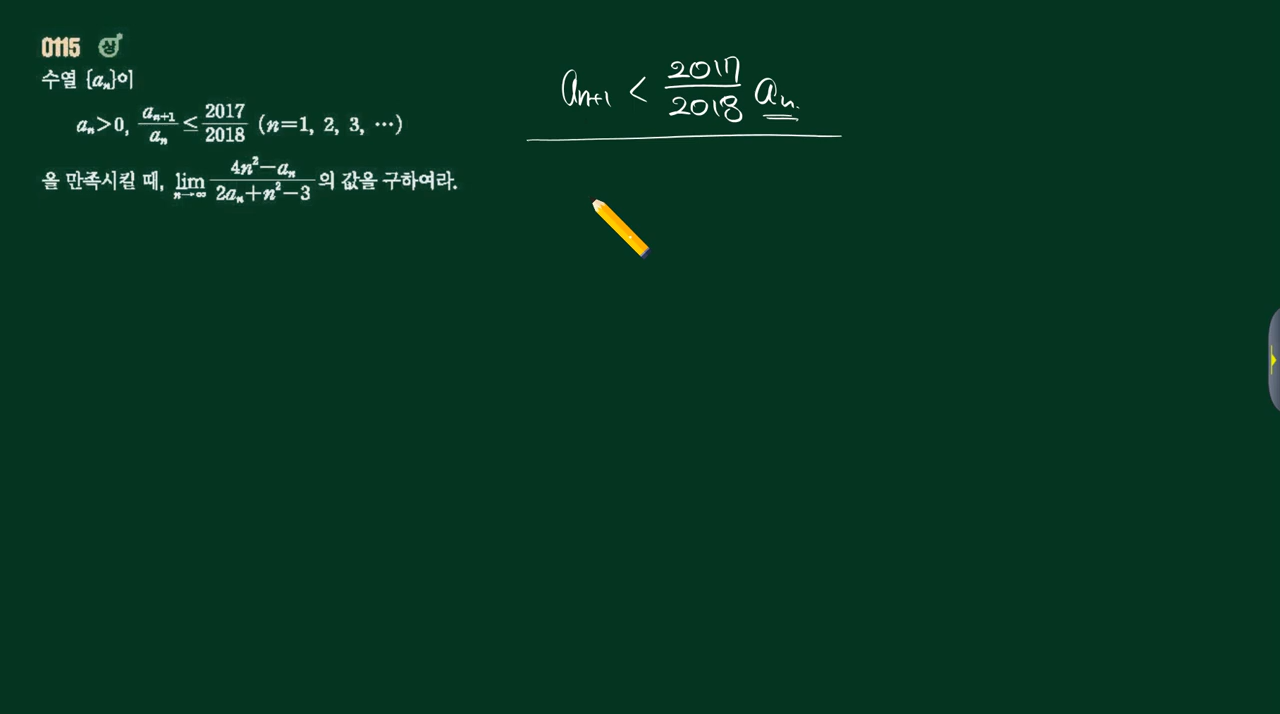 0115 상
수열 {aₙ}이
aₙ>0, aₙ₊₁/aₙ ≤ 2017/2018 (n=1, 2, 3, ⋯)
을 만족시킬 때, lim n→∞ (4n²−aₙ)/(2aₙ+n²−3) 의 값을 구하여라.
aₙ₊₁ < 2017/2018 aₙ.